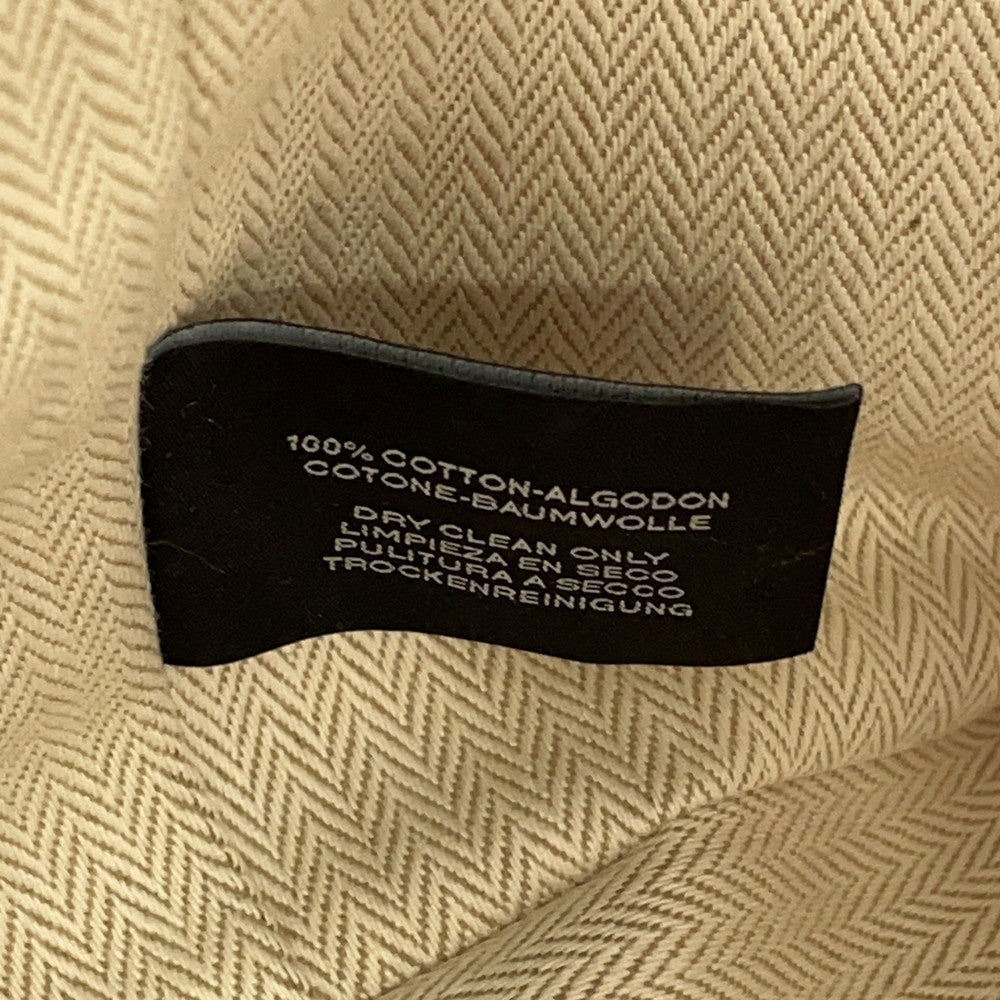 100% COTTON-ALGODON
COTONE-BAUMWOLLE
DRY CLEAN ONLY
LIMPIEZA EN SECO
PULITURA A SECCO
TROCKENREINIGUNG